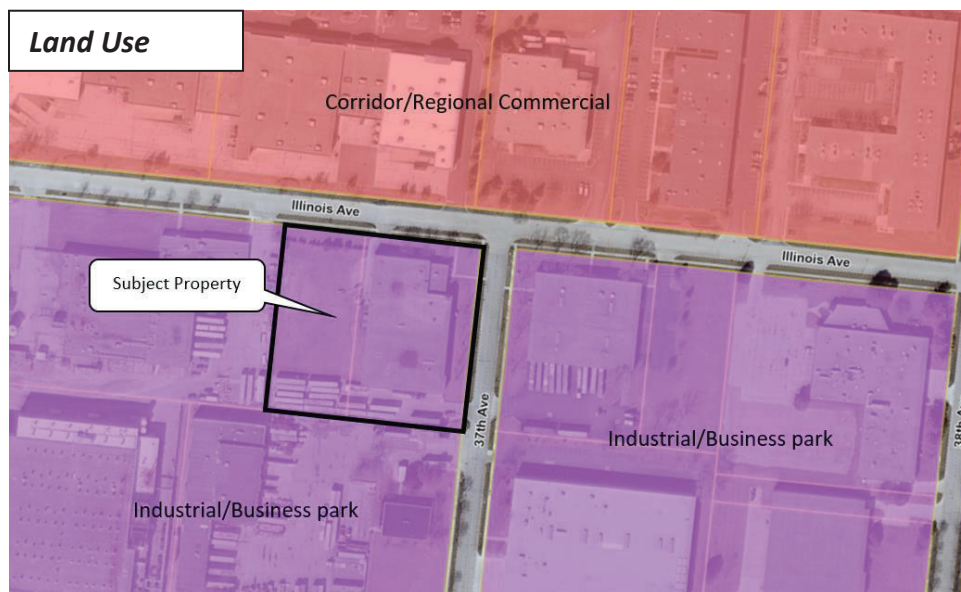 Land Use
Corridor/Regional Commercial
Illinois Ave
Illinois Ave
Subject Property
37th Ave
38th A
Industrial/Business park
Industrial/Business park